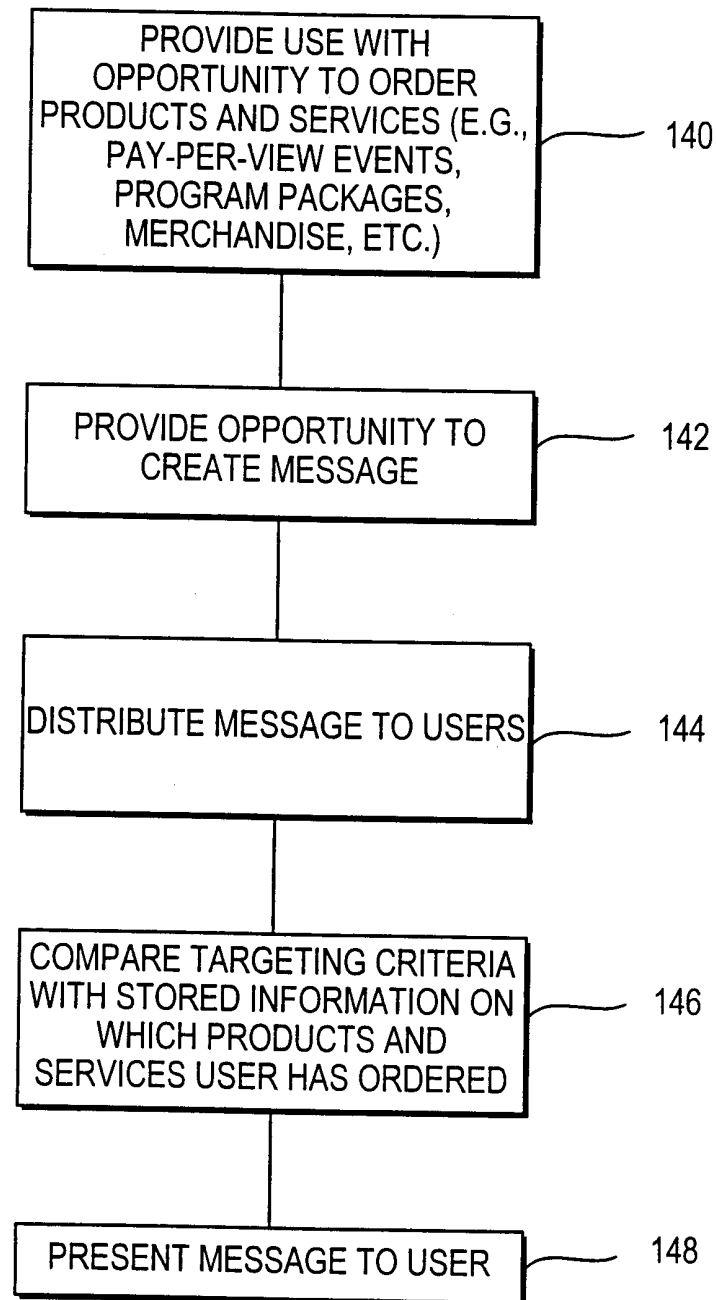 PROVIDE USE WITH
OPPORTUNITY TO ORDER
PRODUCTS AND SERVICES (E.G.,
PAY-PER-VIEW EVENTS,
PROGRAM PACKAGES,
MERCHANDISE, ETC.)
140
PROVIDE OPPORTUNITY TO
CREATE MESSAGE
142
DISTRIBUTE MESSAGE TO USERS
144
COMPARE TARGETING CRITERIA
WITH STORED INFORMATION ON
WHICH PRODUCTS AND
SERVICES USER HAS ORDERED
146
PRESENT MESSAGE TO USER
148